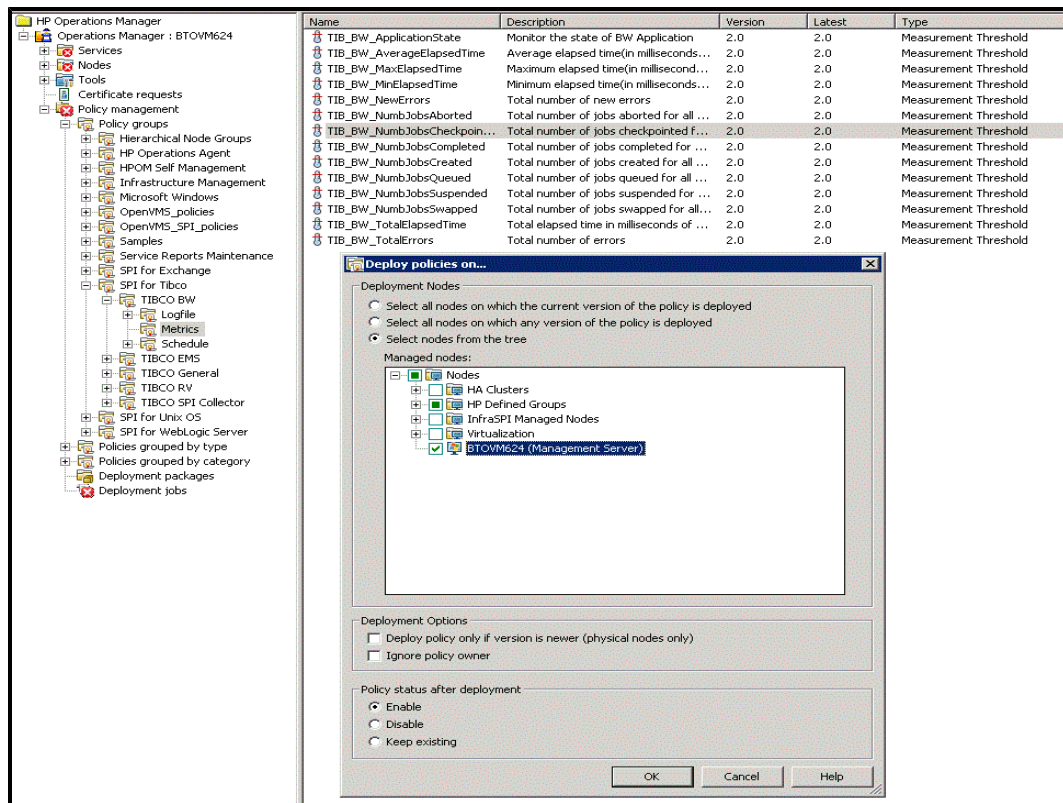 HP Operations Manager
Operations Manager : BTOVM624
Services
Nodes
Tools
Certificate requests
Policy management
Policy groups
Hierarchical Node Groups
HP Operations Agent
HPOM Self Management
Infrastructure Management
Microsoft Windows
OpenVMS_policies
OpenVMS_SPI_policies
Samples
Service Reports Maintenance
SPI for Exchange
SPI for Tibco
TIBCO BW
Logfile
Metrics
Schedule
TIBCO EMS
TIBCO General
TIBCO RV
TIBCO SPI Collector
SPI for Unix OS
SPI for WebLogic Server
Policies grouped by type
Policies grouped by category
Deployment packages
Deployment jobs
Name Description Version Latest Type
TIB_BW_ApplicationState Monitor the state of BW Application 2.0 2.0 Measurement Threshold
TIB_BW_AverageElapsedTime Average elapsed time(in milliseconds... 2.0 2.0 Measurement Threshold
TIB_BW_MaxElapsedTime Maximum elapsed time(in millisecond... 2.0 2.0 Measurement Threshold
TIB_BW_MinElapsedTime Minimum elapsed time(in milliseconds... 2.0 2.0 Measurement Threshold
TIB_BW_NewErrors Total number of new errors 2.0 2.0 Measurement Threshold
TIB_BW_NumbJobsAborted Total number of jobs aborted for all ... 2.0 2.0 Measurement Threshold
TIB_BW_NumbJobsCheckpoin... Total number of jobs checkpointed f... 2.0 2.0 Measurement Threshold
TIB_BW_NumbJobsCompleted Total number of jobs completed for ... 2.0 2.0 Measurement Threshold
TIB_BW_NumbJobsCreated Total number of jobs created for all ... 2.0 2.0 Measurement Threshold
TIB_BW_NumbJobsQueued Total number of jobs queued for all ... 2.0 2.0 Measurement Threshold
TIB_BW_NumbJobsSuspended Total number of jobs suspended for ... 2.0 2.0 Measurement Threshold
TIB_BW_NumbJobsSwapped Total number of jobs swapped for all... 2.0 2.0 Measurement Threshold
TIB_BW_TotalElapsedTime Total elapsed time in milliseconds of ... 2.0 2.0 Measurement Threshold
TIB_BW_TotalErrors Total number of errors 2.0 2.0 Measurement Threshold
Deploy policies on...
Deployment Nodes
Select all nodes on which the current version of the policy is deployed
Select all nodes on which any version of the policy is deployed
Select nodes from the tree
Managed nodes:
Nodes
HA Clusters
HP Defined Groups
InfraSPI Managed Nodes
Virtualization
BTOVM624 (Management Server)
Deployment Options
Deploy policy only if version is newer (physical nodes only)
Ignore policy owner
Policy status after deployment
Enable
Disable
Keep existing
OK Cancel Help